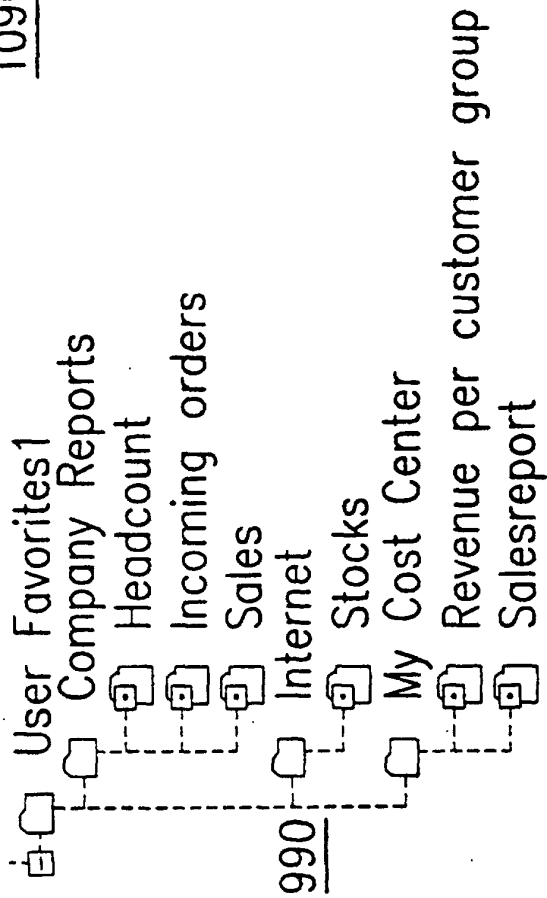 User Favorites1
Company Reports
Headcount
Incoming orders
Sales
Internet
Stocks
My Cost Center
Revenue per customer group
Salesreport
990